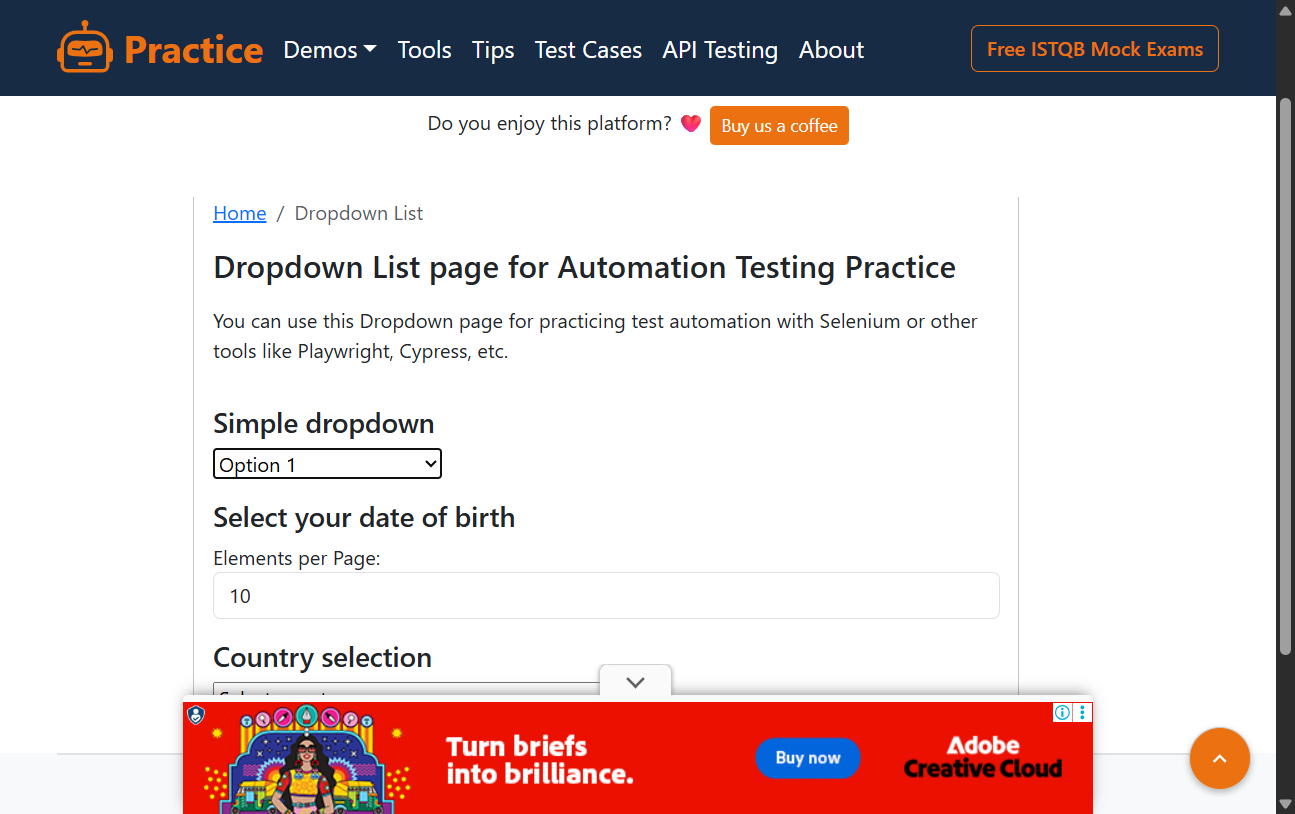 Practice
Demos
Tools
Tips
Test Cases
API Testing
About
Free ISTQB Mock Exams
Do you enjoy this platform?
Buy us a coffee
Home / Dropdown List
Dropdown List page for Automation Testing Practice
You can use this Dropdown page for practicing test automation with Selenium or other
tools like Playwright, Cypress, etc.
Simple dropdown
Option 1
Select your date of birth
Elements per Page:
10
Country selection
Turn briefs
into brilliance.
Buy now
Adobe
Creative Cloud